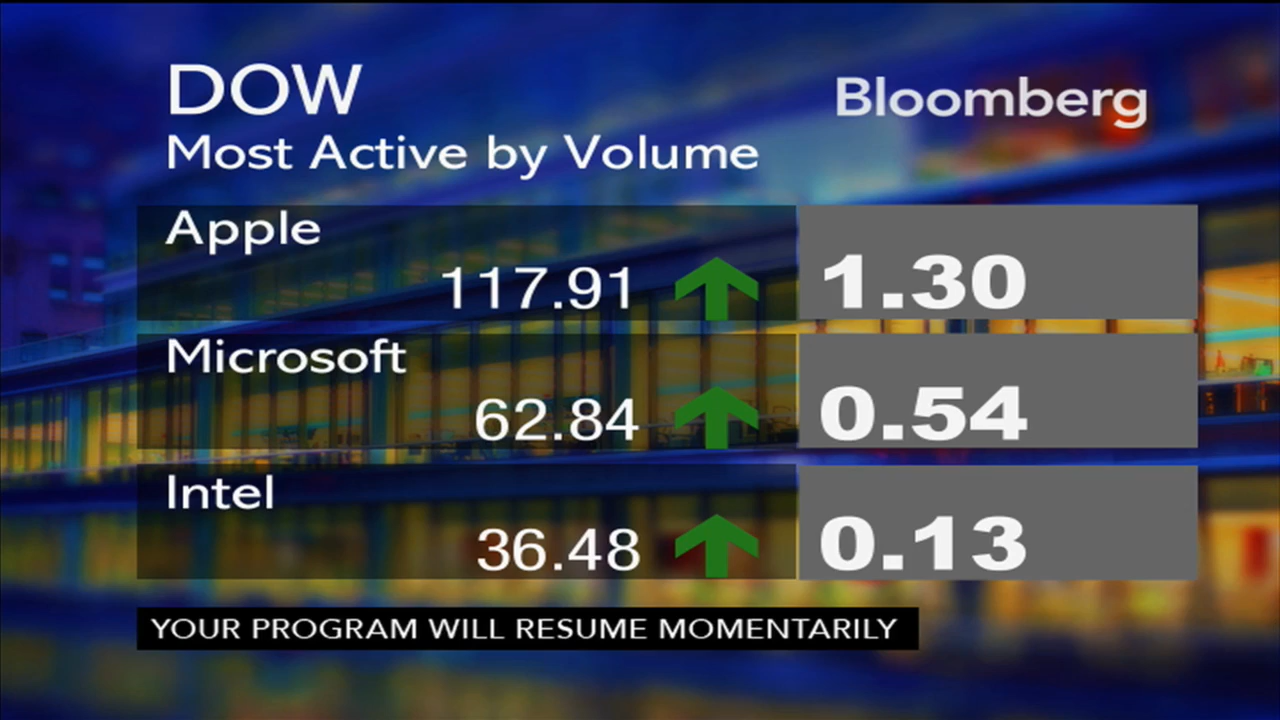 DOW
Bloomberg
Most Active by Volume
Apple
117.91 1.30
Microsoft
62.84 0.54
Intel
36.48 0.13
YOUR PROGRAM WILL RESUME MOMENTARILY